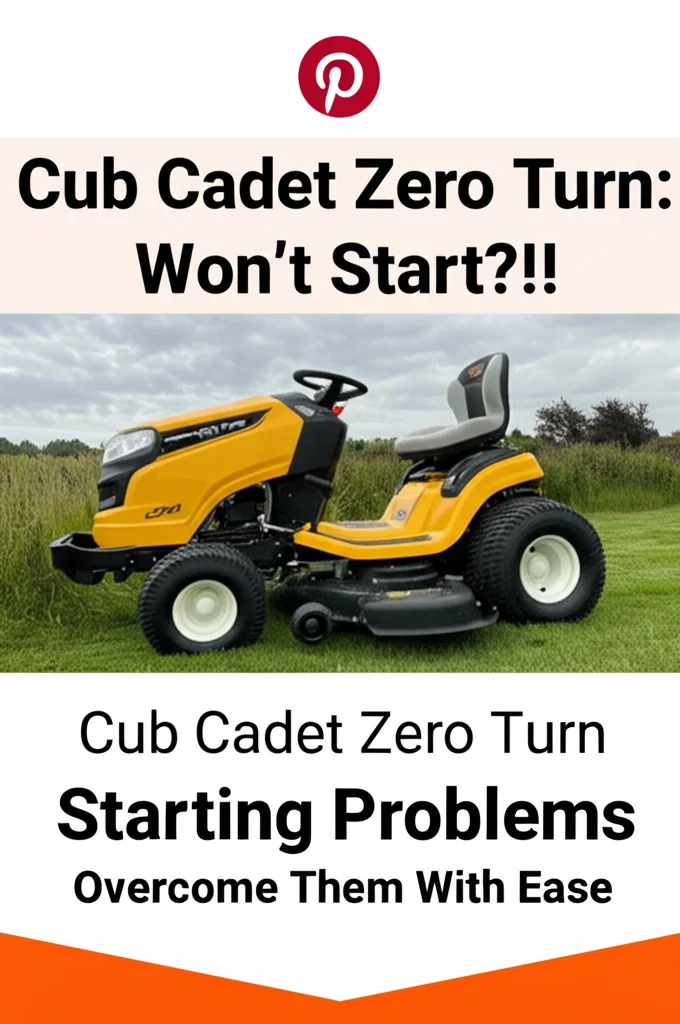 Cub Cadet Zero Turn:
Won't Start?!!
Cub Cadet Zero Turn
Starting Problems
Overcome Them With Ease